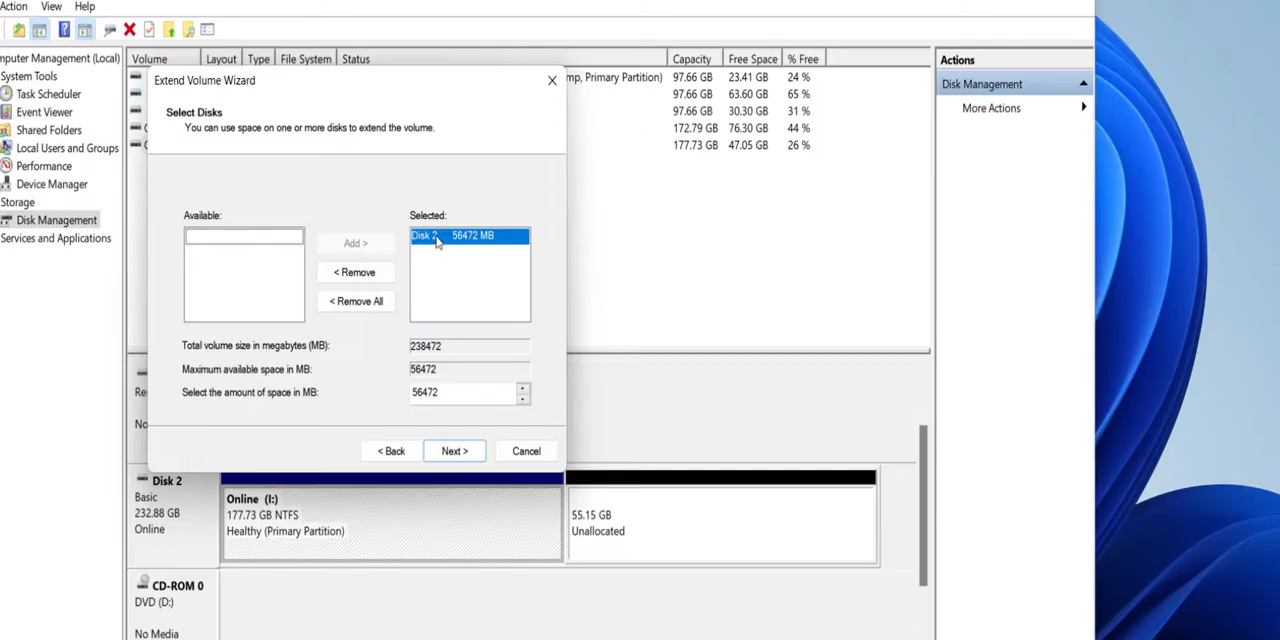 Action View Help
mputer Management (Local)
System Tools
Task Scheduler
Event Viewer
Shared Folders
Local Users and Groups
Performance
Device Manager
Storage
Disk Management
Services and Applications
Volume Layout Type File System Status Capacity Free Space % Free
mp, Primary Partition) 97.66 GB 23.41 GB 24 %
97.66 GB 63.60 GB 65 %
97.66 GB 30.30 GB 31 %
172.79 GB 76.30 GB 44 %
177.73 GB 47.05 GB 26 %
Extend Volume Wizard
Select Disks
You can use space on one or more disks to extend the volume.
Available: Selected:
Disk 2 56472 MB
Add >
< Remove
< Remove All
Total volume size in megabytes (MB): 238472
Maximum available space in MB: 56472
Select the amount of space in MB: 56472
< Back Next > Cancel
Re
No
Disk 2
Basic
232.88 GB
Online
Online (I:)
177.73 GB NTFS
Healthy (Primary Partition)
55.15 GB
Unallocated
CD-ROM 0
DVD (D:)
No Media
Actions
Disk Management
More Actions